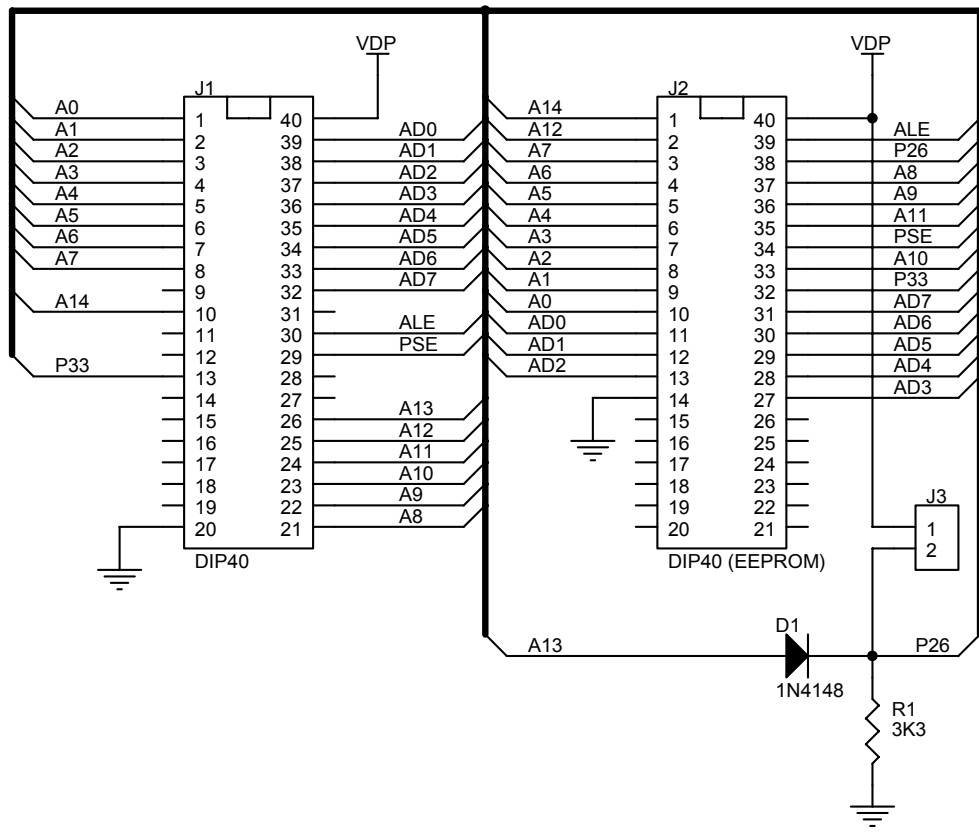 VDP
VDP
J1
J2
A0 1 40
A1 2 39 AD0
A2 3 38 AD1
A3 4 37 AD2
A4 5 36 AD3
A5 6 35 AD4
A6 7 34 AD5
A7 8 33 AD6
9 32 AD7
A14 10 31
11 30 ALE
12 29 PSE
P33 13 28
14 27
15 26 A13
16 25 A12
17 24 A11
18 23 A10
19 22 A9
20 21 A8
DIP40
A14 1 40
A12 2 39 ALE
A7 3 38 P26
A6 4 37 A8
A5 5 36 A9
A4 6 35 A11
A3 7 34 PSE
A2 8 33 A10
A1 9 32 P33
A0 10 31 AD7
AD0 11 30 AD6
AD1 12 29 AD5
AD2 13 28 AD4
14 27 AD3
15 26
16 25
17 24
18 23
19 22
20 21
DIP40 (EEPROM)
J3
1
2
D1
A13
P26
1N4148
R1
3K3